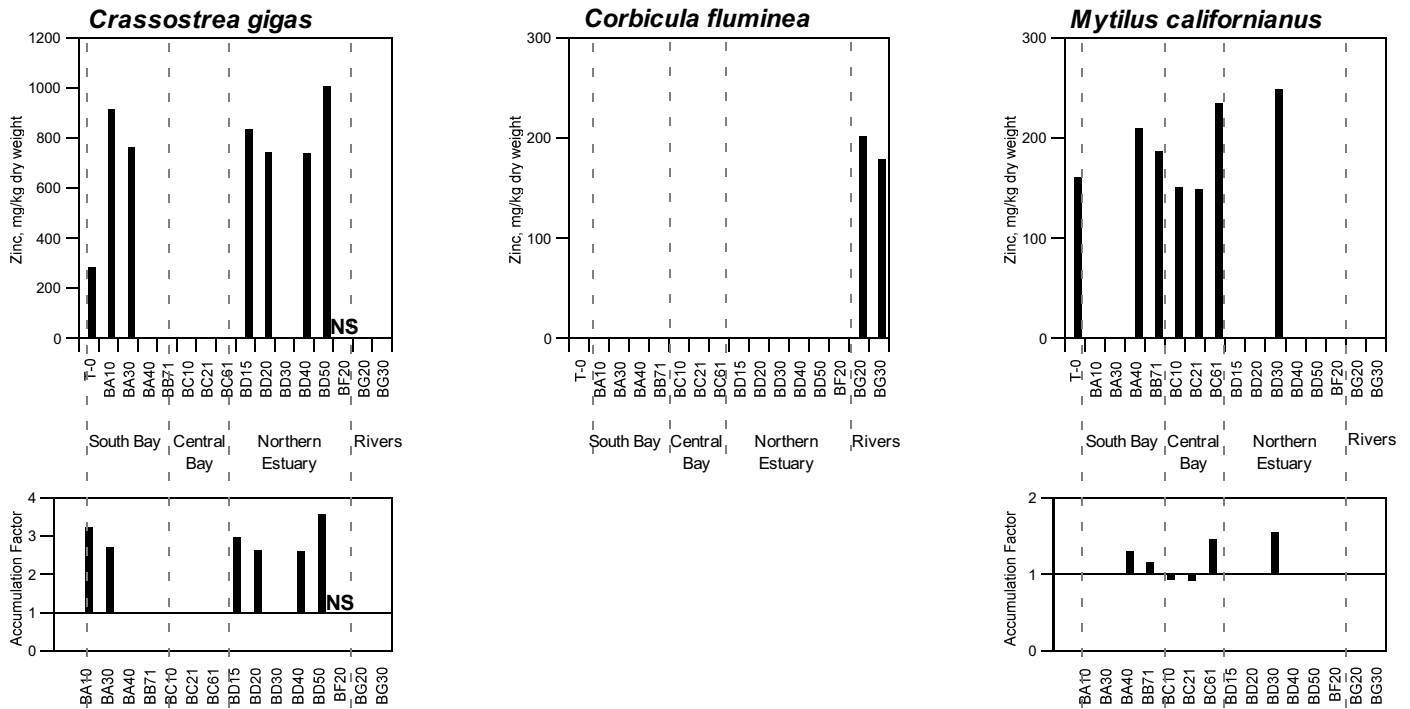 Crassostrea gigas
1200
1000
800
600
400
200
0
Zinc, mg/kg dry weight
NS
T-0
BA10
BA30
BA40
BB71
BC10
BC21
BC61
BD15
BD20
BD30
BD40
BD50
BF20
BG20
BG30
South Bay
Central
Bay
Northern
Estuary
Rivers
4
3
2
1
0
Accumulation Factor
NS
BA10
BA30
BA40
BB71
BC10
BC21
BC61
BD15
BD20
BD30
BD40
BD50
BF20
BG20
BG30
Corbicula fluminea
300
200
100
0
Zinc, mg/kg dry weight
T-0
BA10
BA30
BA40
BB71
BC10
BC21
BC61
BD15
BD20
BD30
BD40
BD50
BF20
BG20
BG30
South Bay
Central
Bay
Northern
Estuary
Rivers
Mytilus californianus
300
200
100
0
Zinc, mg/kg dry weight
T-0
BA10
BA30
BA40
BB71
BC10
BC21
BC61
BD15
BD20
BD30
BD40
BD50
BF20
BG20
BG30
South Bay
Central
Bay
Northern
Estuary
Rivers
2
1
0
Accumulation Factor
BA10
BA30
BA40
BB71
BC10
BC21
BC61
BD15
BD20
BD30
BD40
BD50
BF20
BG20
BG30